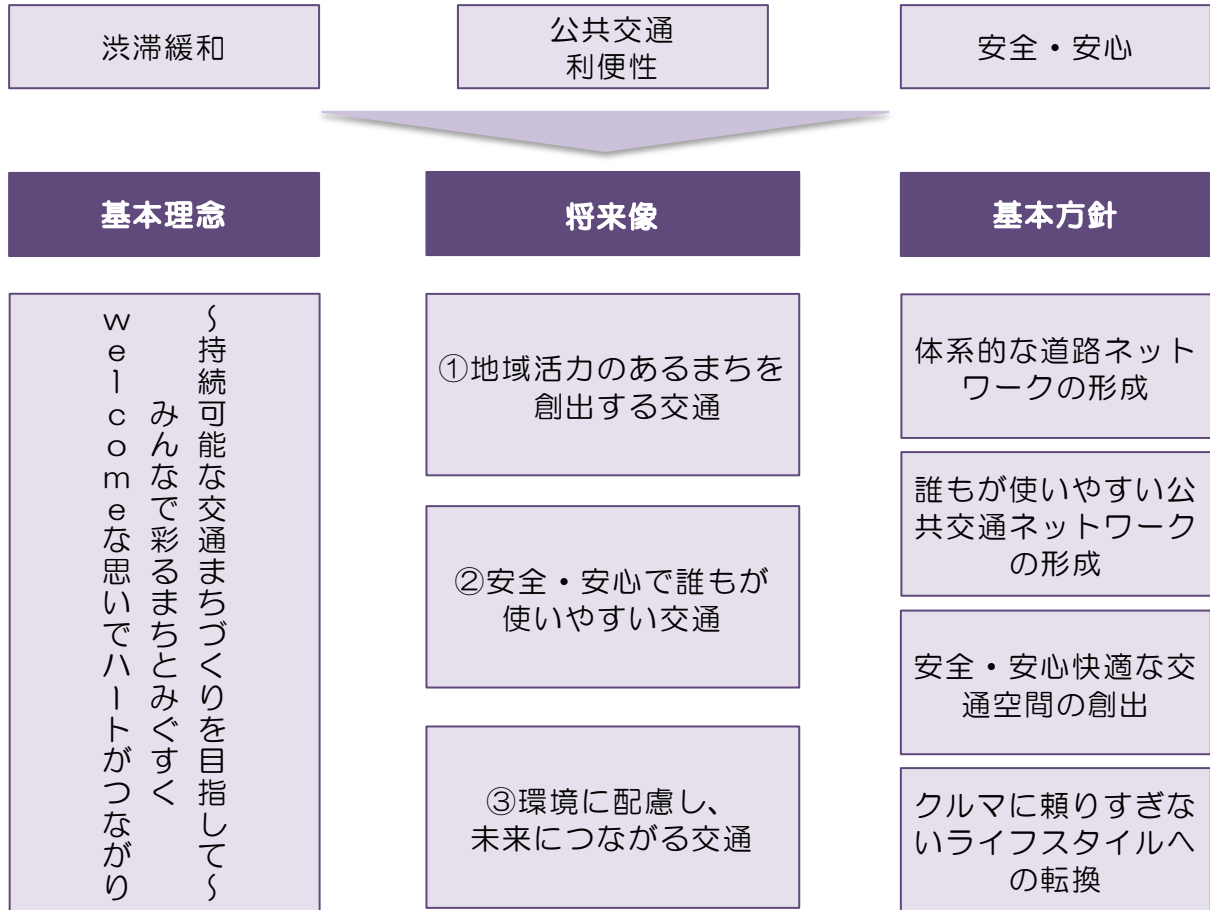 渋滞緩和
公共交通
利便性
安全・安心
基本理念
将来像
基本方針
～持続可能な交通まちづくりを目指して～
みんなで彩るまちとみぐすく
ｗｅｌｃｏｍｅな思いでハートがつながり
①地域活力のあるまちを
創出する交通
②安全・安心で誰もが
使いやすい交通
③環境に配慮し、
未来につながる交通
体系的な道路ネット
ワークの形成
誰もが使いやすい公
共交通ネットワーク
の形成
安全・安心快適な交
通空間の創出
クルマに頼りすぎな
いライフスタイルへ
の転換